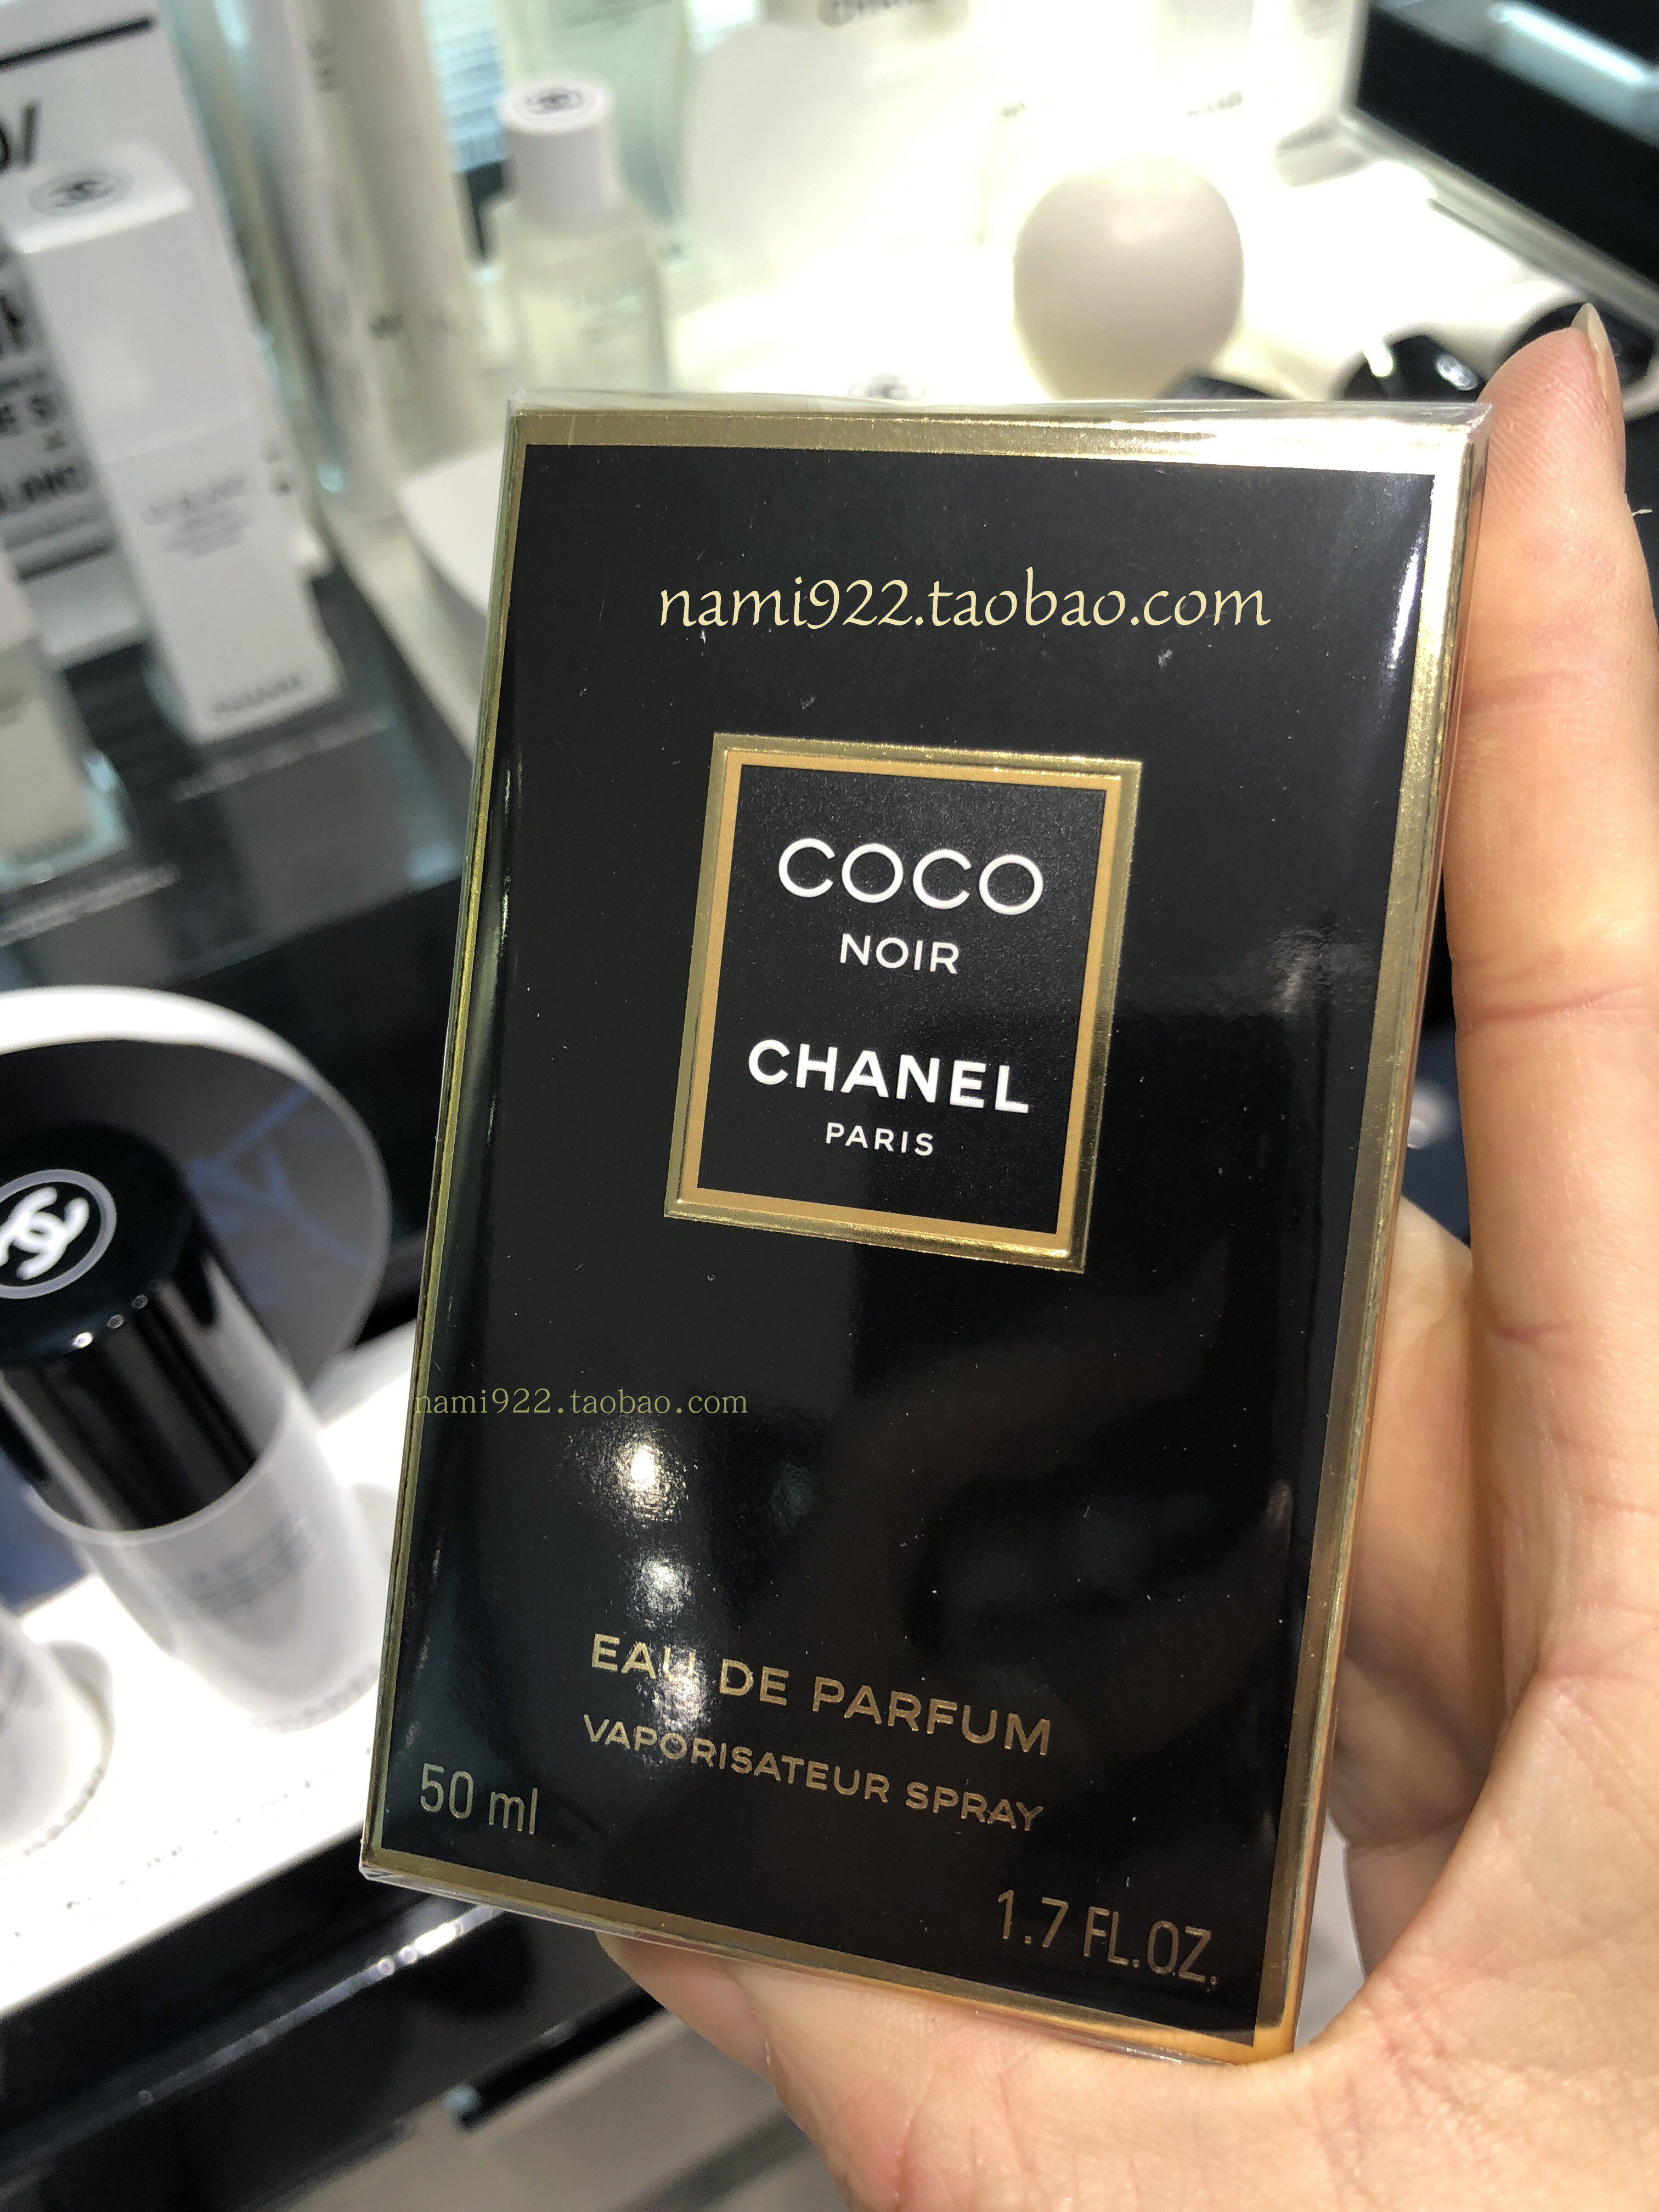 nami922.taobao.com
COCO
NOIR
CHANEL
PARIS
nami922.taobao.com
EAU DE PARFUM
VAPORISATEUR SPRAY
50 ml
1.7 FL.OZ.